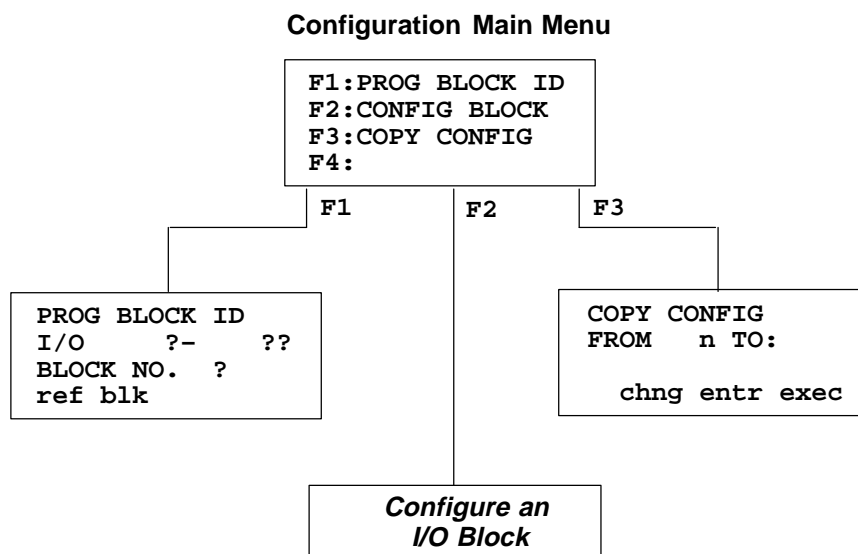 Configuration Main Menu
F1:PROG BLOCK ID
F2:CONFIG BLOCK
F3:COPY CONFIG
F4:
F1
F2
F3
PROG BLOCK ID
I/O ?– ??
BLOCK NO. ?
ref blk
COPY CONFIG
FROM n TO:
chng entr exec
Configure an
I/O Block